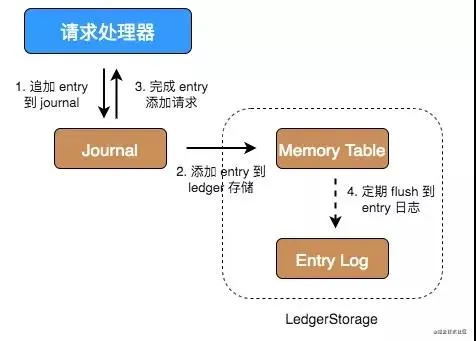 请求处理器
1. 追加 entry
到 journal
3. 完成 entry
添加请求
Journal
2. 添加 entry 到
ledger 存储
Memory Table
4. 定期 flush 到
entry 日志
Entry Log
LedgerStorage